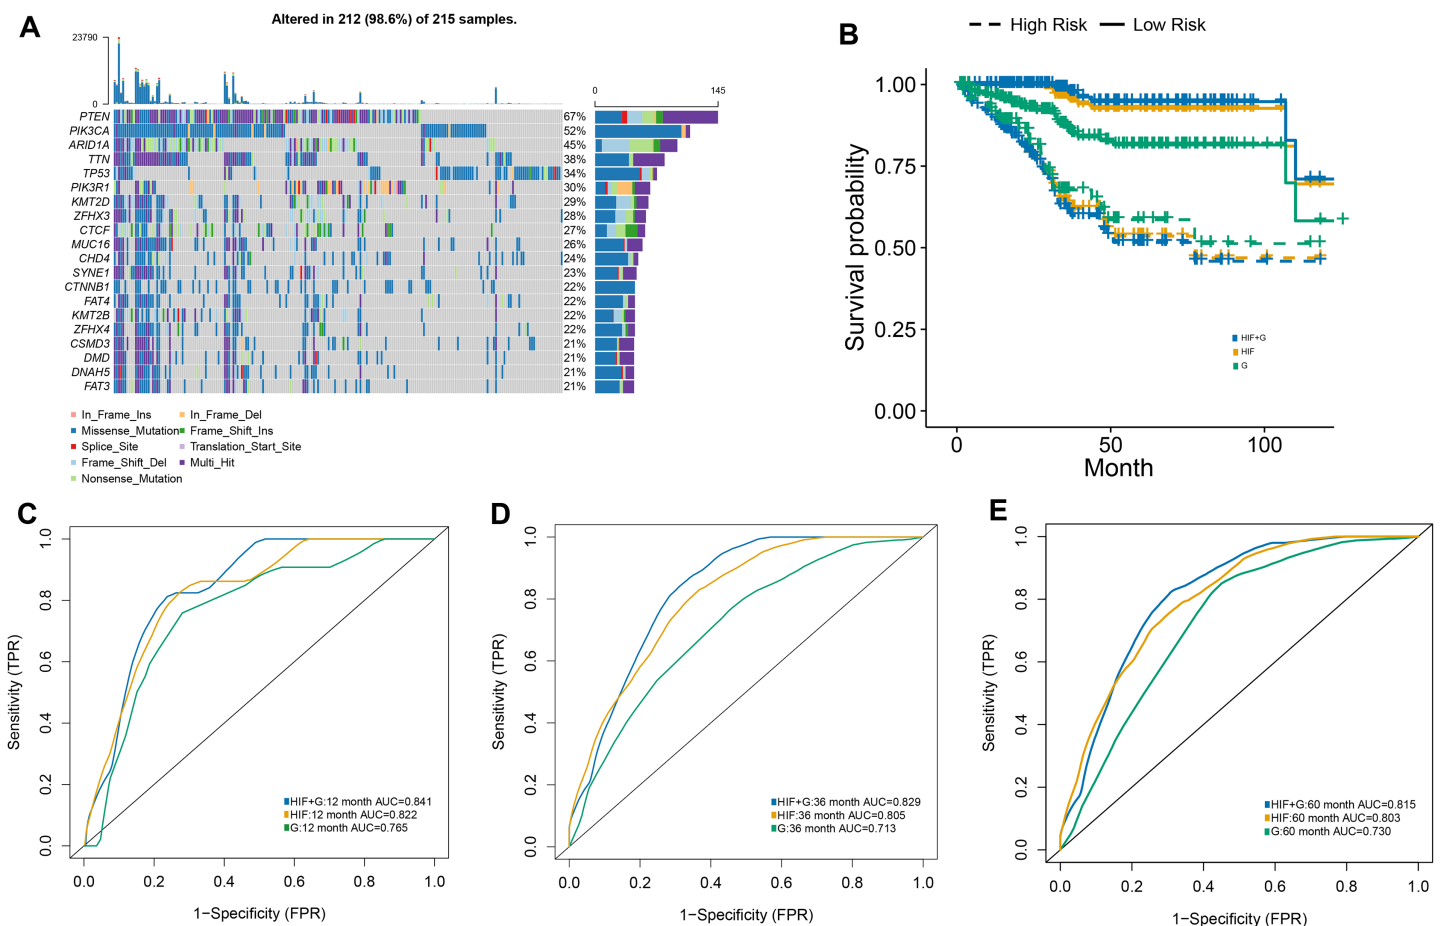 A
Altered in 212 (98.6%) of 215 samples.
23790
0
0 145
PTEN 67%
PIK3CA 52%
ARID1A 45%
TTN 38%
TP53 34%
PIK3R1 30%
KMT2D 29%
ZFHX3 28%
CTCF 27%
MUC16 26%
CHD4 24%
SYNE1 23%
CTNNB1 22%
FAT4 22%
KMT2B 22%
ZFHX4 22%
CSMD3 21%
DMD 21%
DNAH5 21%
FAT3 21%
In_Frame_Ins In_Frame_Del
Missense_Mutation Frame_Shift_Ins
Splice_Site Translation_Start_Site
Frame_Shift_Del Multi_Hit
Nonsense_Mutation
B
High Risk Low Risk
Survival probability
1.00
0.75
0.50
0.25
0.00
HIF+G
HIF
G
0 50 100
Month
C
Sensitivity (TPR)
1.0
0.8
0.6
0.4
0.2
0.0
HIF+G:12 month AUC=0.841
HIF:12 month AUC=0.822
G:12 month AUC=0.765
0.0 0.2 0.4 0.6 0.8 1.0
1−Specificity (FPR)
D
Sensitivity (TPR)
1.0
0.8
0.6
0.4
0.2
0.0
HIF+G:36 month AUC=0.829
HIF:36 month AUC=0.805
G:36 month AUC=0.713
0.0 0.2 0.4 0.6 0.8 1.0
1−Specificity (FPR)
E
Sensitivity (TPR)
1.0
0.8
0.6
0.4
0.2
0.0
HIF+G:60 month AUC=0.815
HIF:60 month AUC=0.803
G:60 month AUC=0.730
0.0 0.2 0.4 0.6 0.8 1.0
1−Specificity (FPR)